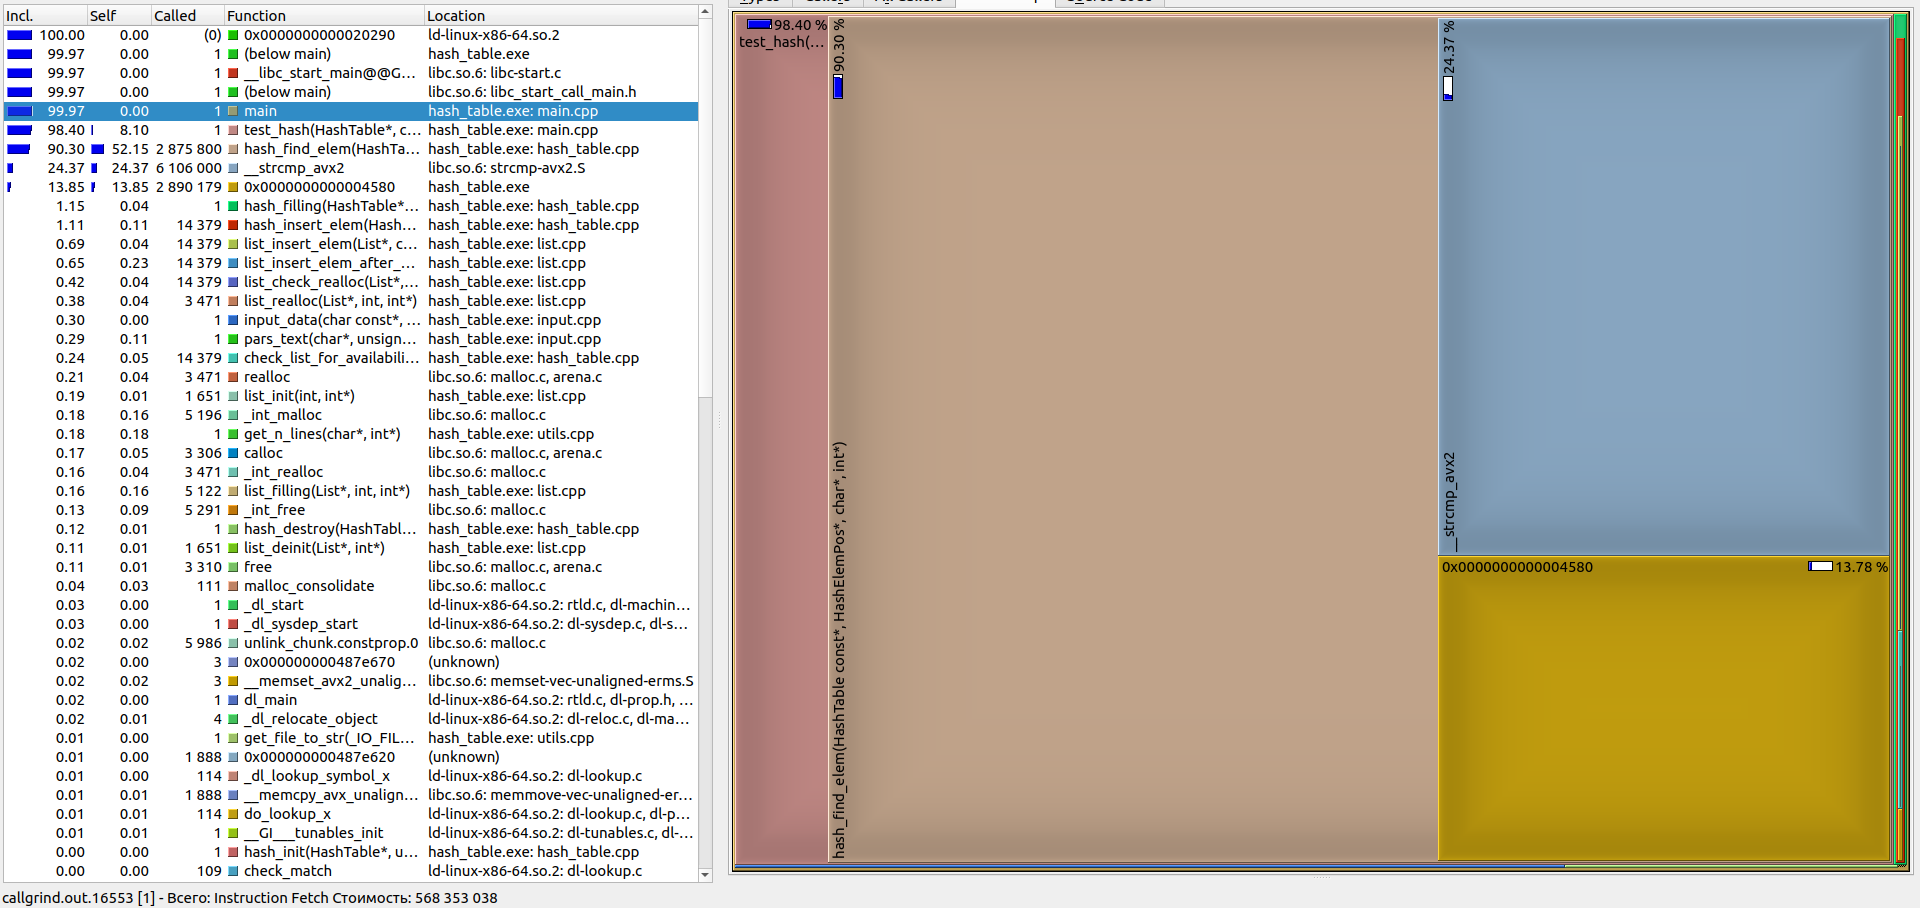 Incl. Self Called Function Location
100.00 0.00 (0) 0x0000000000020290 ld-linux-x86-64.so.2
99.97 0.00 1 (below main) hash_table.exe
99.97 0.00 1 __libc_start_main@@G... libc.so.6: libc-start.c
99.97 0.00 1 (below main) libc.so.6: libc_start_call_main.h
99.97 0.00 1 main hash_table.exe: main.cpp
98.40 8.10 1 test_hash(HashTable*, c... hash_table.exe: main.cpp
90.30 52.15 2 875 800 hash_find_elem(HashTa... hash_table.exe: hash_table.cpp
24.37 24.37 6 106 000 __strcmp_avx2 libc.so.6: strcmp-avx2.S
13.85 13.85 2 890 179 0x0000000000004580 hash_table.exe
1.15 0.04 1 hash_filling(HashTable*... hash_table.exe: hash_table.cpp
1.11 0.11 14 379 hash_insert_elem(Hash... hash_table.exe: hash_table.cpp
0.69 0.04 14 379 list_insert_elem(List*, c... hash_table.exe: list.cpp
0.65 0.23 14 379 list_insert_elem_after_... hash_table.exe: list.cpp
0.42 0.04 14 379 list_check_realloc(List*,... hash_table.exe: list.cpp
0.38 0.04 3 471 list_realloc(List*, int, int*) hash_table.exe: list.cpp
0.30 0.00 1 input_data(char const*, ... hash_table.exe: input.cpp
0.29 0.11 1 pars_text(char*, unsign... hash_table.exe: input.cpp
0.24 0.05 14 379 check_list_for_availabili... hash_table.exe: hash_table.cpp
0.21 0.04 3 471 realloc libc.so.6: malloc.c, arena.c
0.19 0.01 1 651 list_init(int, int*) hash_table.exe: list.cpp
0.18 0.16 5 196 _int_malloc libc.so.6: malloc.c
0.18 0.18 1 get_n_lines(char*, int*) hash_table.exe: utils.cpp
0.17 0.05 3 306 calloc libc.so.6: malloc.c, arena.c
0.16 0.04 3 471 _int_realloc libc.so.6: malloc.c
0.16 0.16 5 122 list_filling(List*, int, int*) hash_table.exe: list.cpp
0.13 0.09 5 291 _int_free libc.so.6: malloc.c
0.12 0.01 1 hash_destroy(HashTabl... hash_table.exe: hash_table.cpp
0.11 0.01 1 651 list_deinit(List*, int*) hash_table.exe: list.cpp
0.11 0.01 3 310 free libc.so.6: malloc.c, arena.c
0.04 0.03 111 malloc_consolidate libc.so.6: malloc.c
0.03 0.00 1 _dl_start ld-linux-x86-64.so.2: rtld.c, dl-machin...
0.03 0.00 1 _dl_sysdep_start ld-linux-x86-64.so.2: dl-sysdep.c, dl-s...
0.02 0.02 5 986 unlink_chunk.constprop.0 libc.so.6: malloc.c
0.02 0.00 3 0x000000000487e670 (unknown)
0.02 0.02 3 __memset_avx2_unalig... libc.so.6: memset-vec-unaligned-erms.S
0.02 0.00 1 dl_main ld-linux-x86-64.so.2: rtld.c, dl-prop.h, ...
0.02 0.01 4 _dl_relocate_object ld-linux-x86-64.so.2: dl-reloc.c, dl-ma...
0.01 0.00 1 get_file_to_str(_IO_FIL... hash_table.exe: utils.cpp
0.01 0.00 1 888 0x000000000487e620 (unknown)
0.01 0.00 114 _dl_lookup_symbol_x ld-linux-x86-64.so.2: dl-lookup.c
0.01 0.01 1 888 __memcpy_avx_unalign... libc.so.6: memmove-vec-unaligned-er...
0.01 0.01 114 do_lookup_x ld-linux-x86-64.so.2: dl-lookup.c, dl-p...
0.01 0.01 1 __GI___tunables_init ld-linux-x86-64.so.2: dl-tunables.c, dl-...
0.00 0.00 1 hash_init(HashTable*, u... hash_table.exe: hash_table.cpp
0.00 0.00 109 check_match ld-linux-x86-64.so.2: dl-lookup.c
98.40 %
test_hash(...
90.30 %
hash_find_elem(HashTable const*, HashElemPos*, char*, int*)
24.37 %
__strcmp_avx2
0x0000000000004580 13.78 %
callgrind.out.16553 [1] - Всего: Instruction Fetch Стоимость: 568 353 038